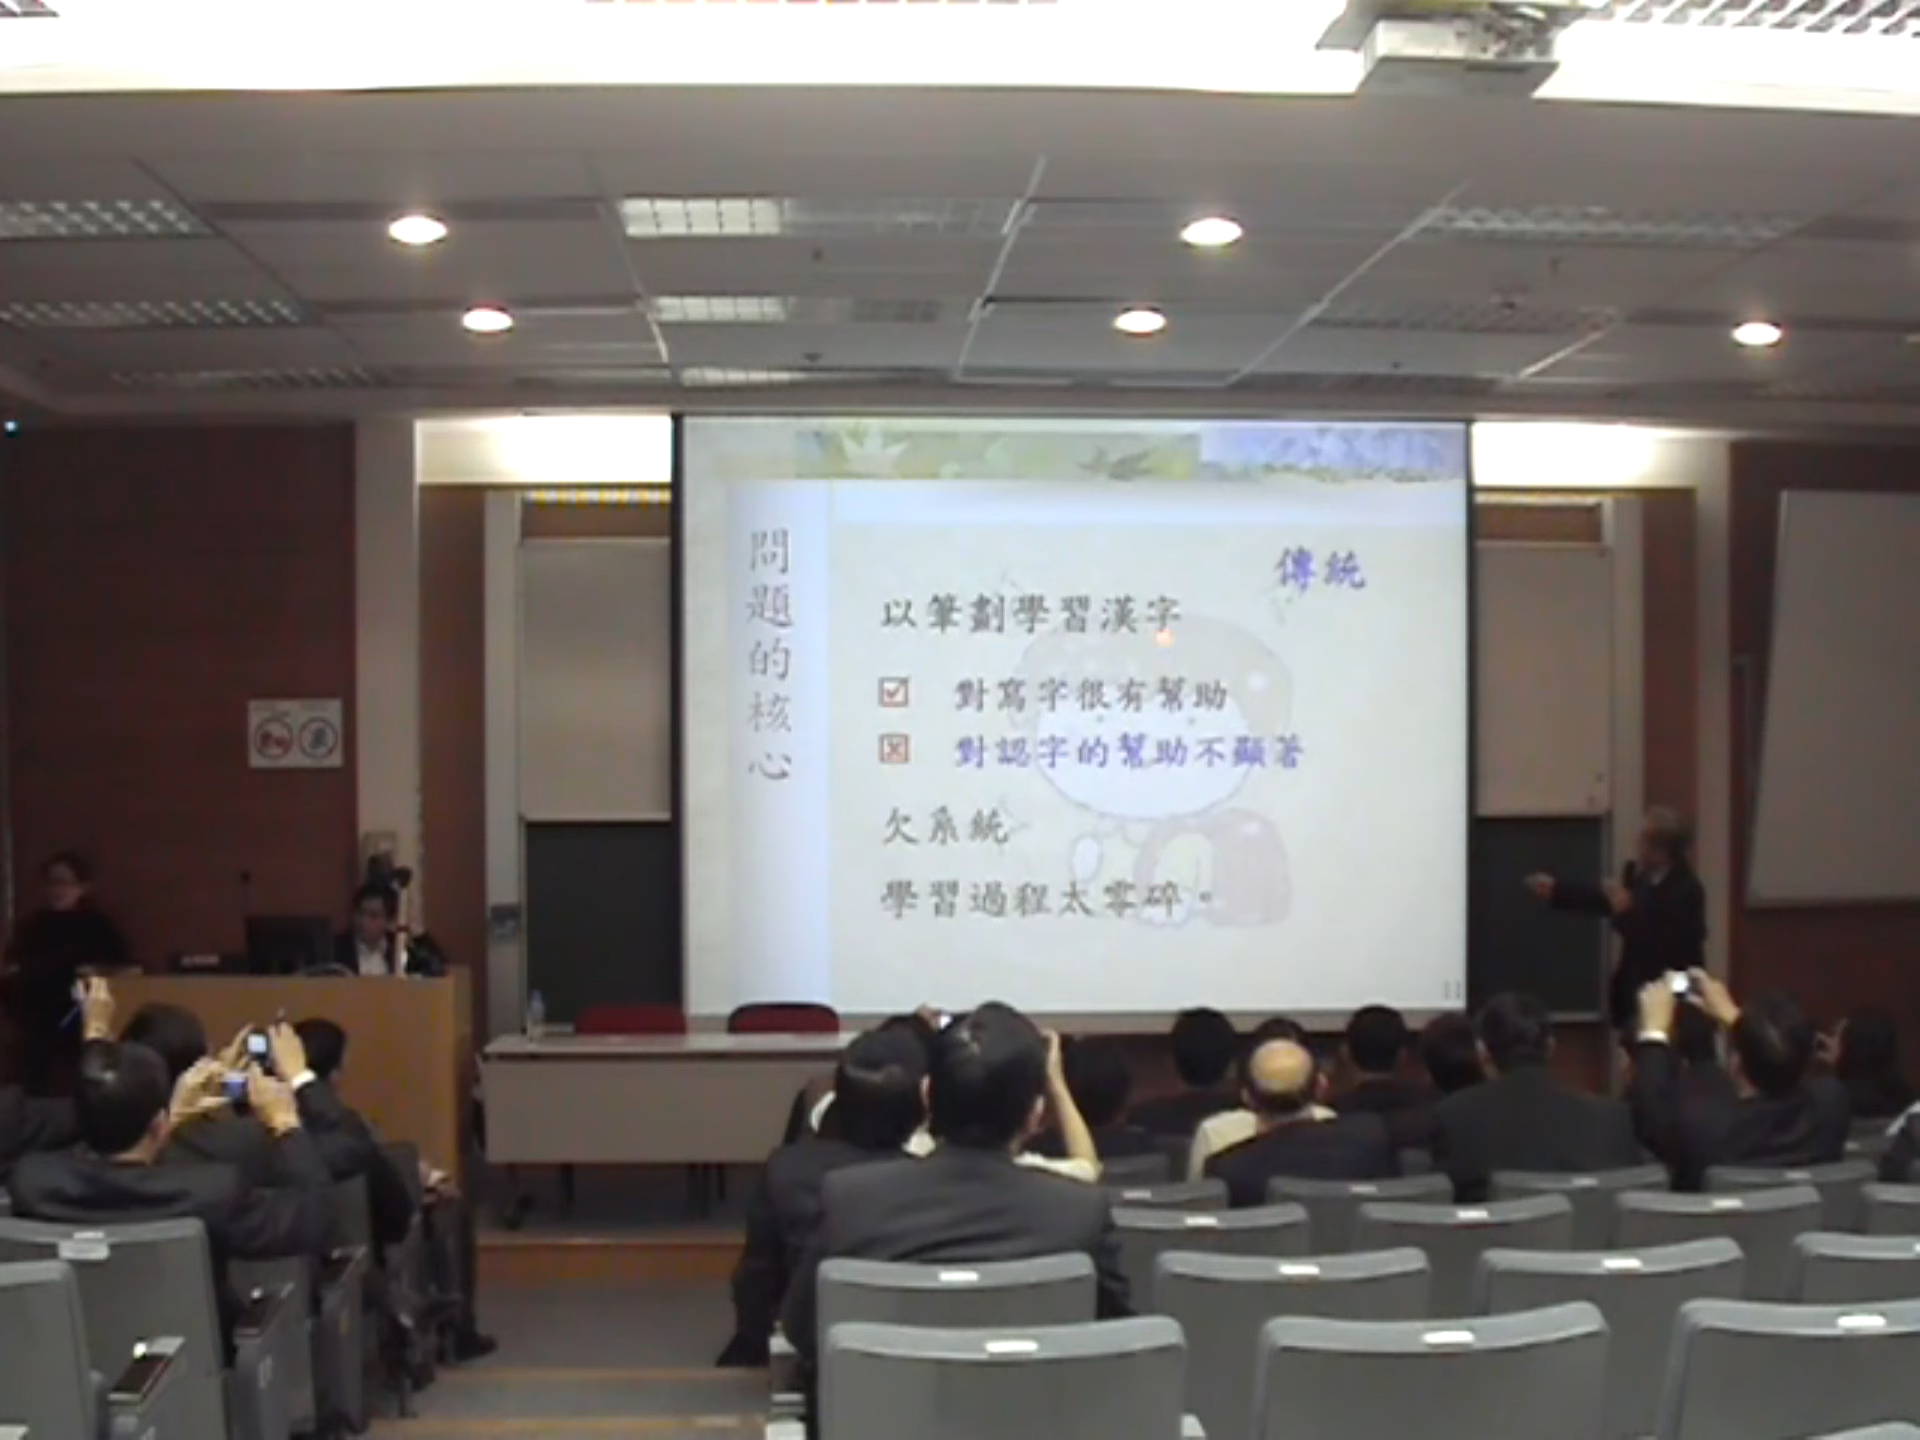 問題的核心
傳統
以筆劃學習漢字
對寫字很有幫助
對認字的幫助不顯著
欠系統
學習過程太零碎。
11